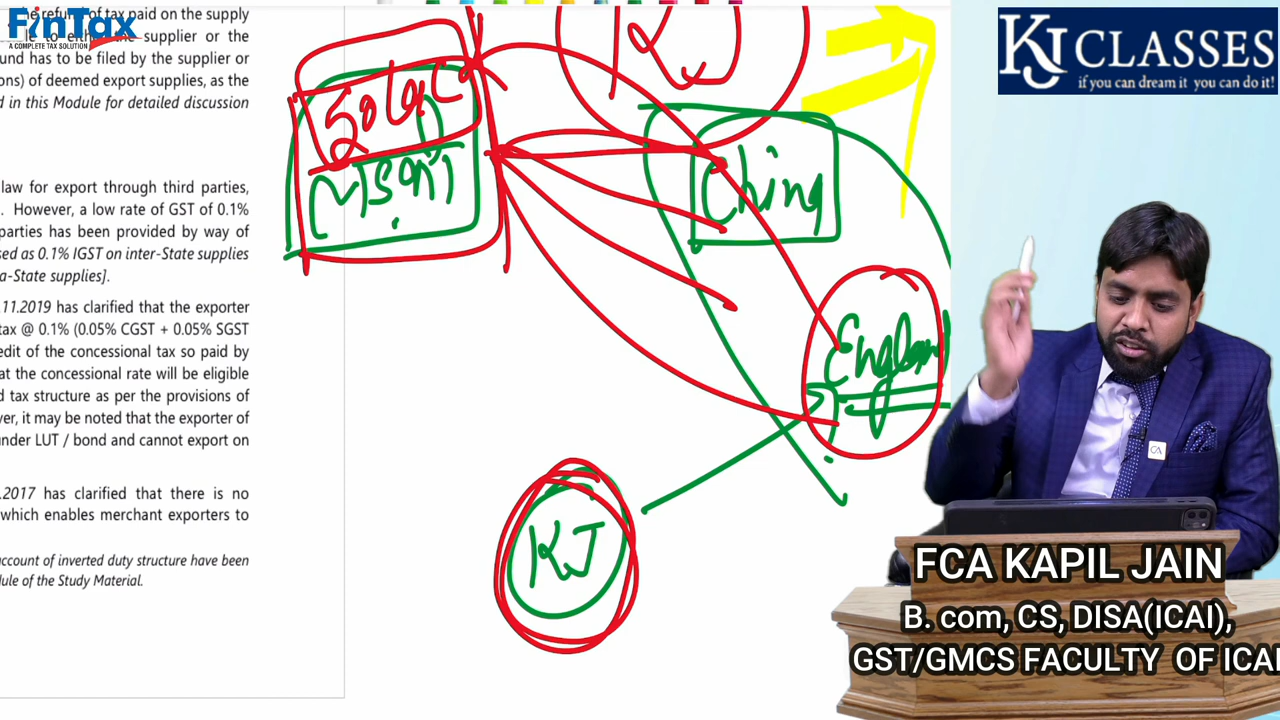 FinTax
A COMPLETE TAX SOLUTION
he refund of tax paid on the supply
supplier or the
und has to be filed by the supplier or
ons) of deemed export supplies, as the
d in this Module for detailed discussion
law for export through third parties,
. However, a low rate of GST of 0.1%
parties has been provided by way of
sed as 0.1% IGST on inter-State supplies
a-State supplies].
.11.2019 has clarified that the exporter
tax @ 0.1% (0.05% CGST + 0.05% SGST
edit of the concessional tax so paid by
at the concessional rate will be eligible
d tax structure as per the provisions of
ver, it may be noted that the exporter of
under LUT / bond and cannot export on
.2017 has clarified that there is no
which enables merchant exporters to
account of inverted duty structure have been
dule of the Study Material.
KJ
China
England
KJ
KJ CLASSES
if you can dream it you can do it!
CA
FCA KAPIL JAIN
B. com, CS, DISA(ICAI),
GST/GMCS FACULTY OF ICAI